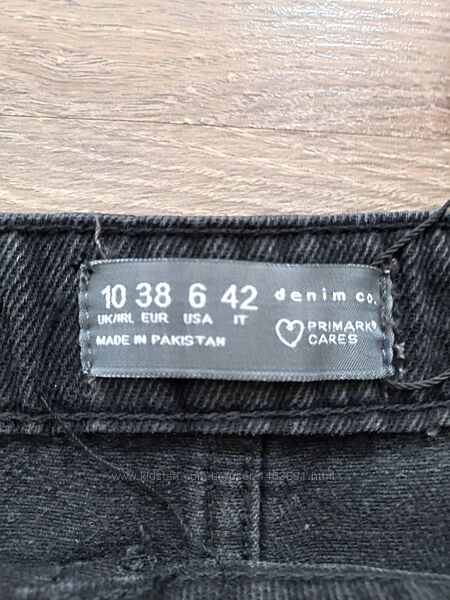 10 38 6 42 denim co.
UK/IRL EUR USA IT
MADE IN PAKISTAN
PRIMARK®
CARES